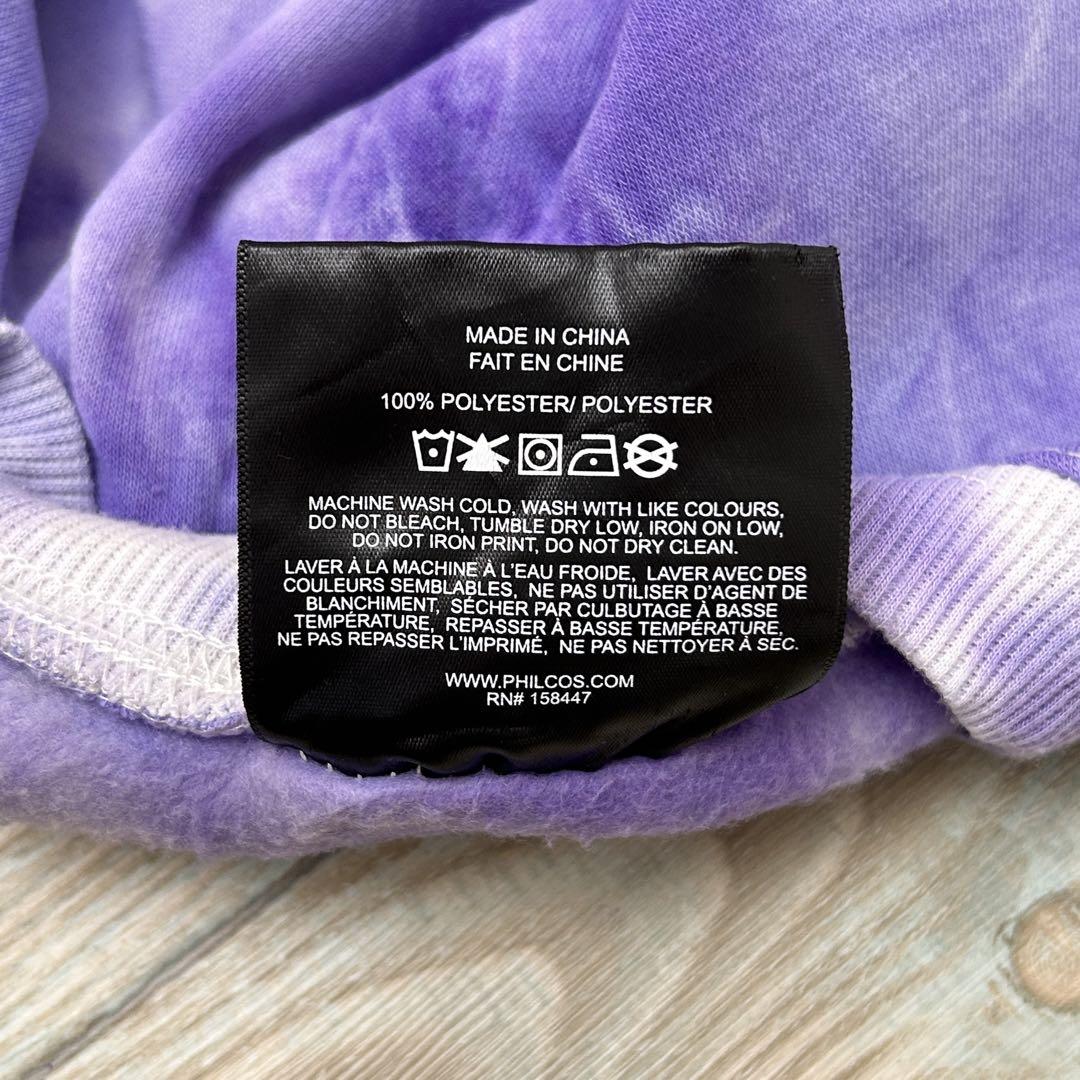 MADE IN CHINA
FAIT EN CHINE
100% POLYESTER/ POLYESTER
MACHINE WASH COLD, WASH WITH LIKE COLOURS,
DO NOT BLEACH, TUMBLE DRY LOW, IRON ON LOW,
DO NOT IRON PRINT, DO NOT DRY CLEAN.
LAVER À LA MACHINE À L'EAU FROIDE, LAVER AVEC DES
COULEURS SEMBLABLES, NE PAS UTILISER D'AGENT DE
BLANCHIMENT, SÉCHER PAR CULBUTAGE À BASSE
TEMPÉRATURE, REPASSER À BASSE TEMPÉRATURE,
NE PAS REPASSER L'IMPRIMÉ, NE PAS NETTOYER À SEC.
WWW.PHILCOS.COM
RN# 158447